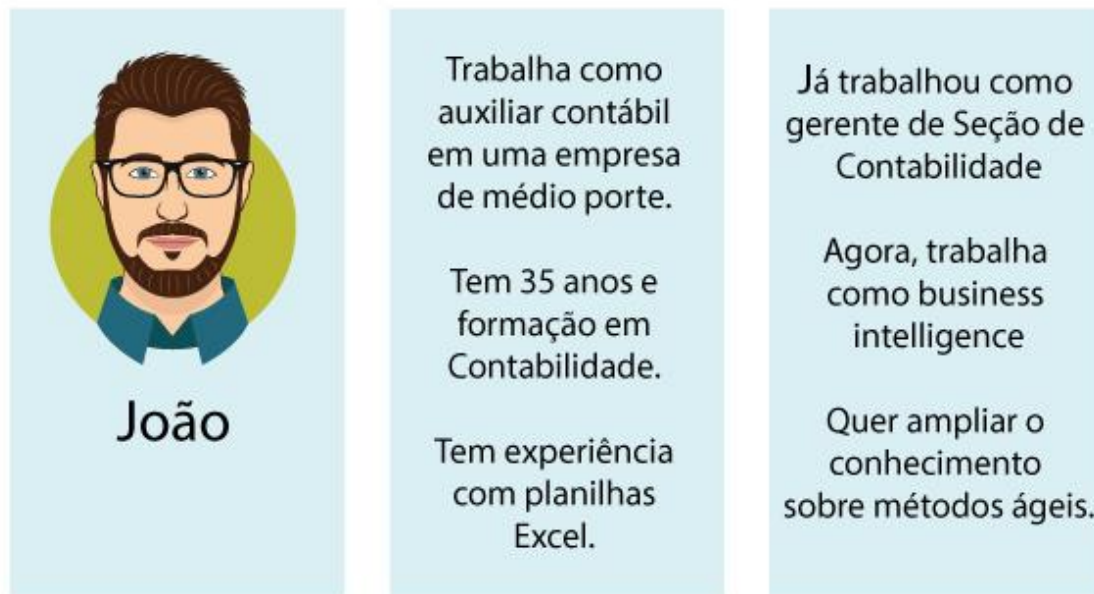 João
Trabalha como
auxiliar contábil
em uma empresa
de médio porte.
Tem 35 anos e
formação em
Contabilidade.
Tem experiência
com planilhas
Excel.
Já trabalhou como
gerente de Seção de
Contabilidade
Agora, trabalha
como business
intelligence
Quer ampliar o
conhecimento
sobre métodos ágeis.